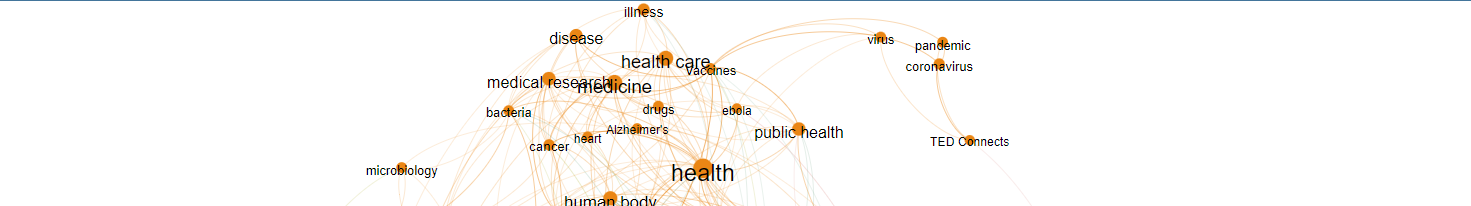 illness
disease
virus
pandemic
health care
coronavirus
Vaccines
medical research
medicine
bacteria
drugs
ebola
Alzheimer's
public health
heart
cancer
TED Connects
microbiology
health
human body